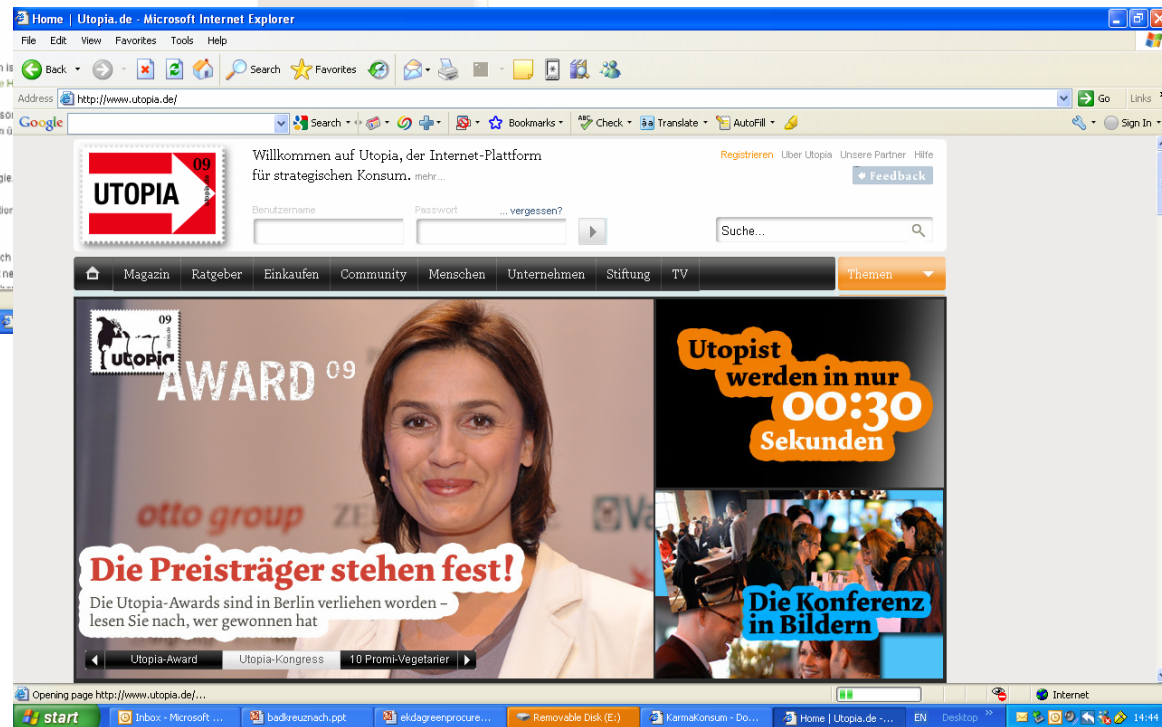 Home | Utopia.de - Microsoft Internet Explorer
File Edit View Favorites Tools Help
Back Search Favorites
Address http://www.utopia.de/ Go Links
Google Search Bookmarks Check Translate AutoFill Sign In
UTOPIA 09
Willkommen auf Utopia, der Internet-Plattform
für strategischen Konsum. mehr...
Registrieren Über Utopia Unsere Partner Hilfe
Feedback
Benutzername Passwort ... vergessen?
Suche...
Magazin Ratgeber Einkaufen Community Menschen Unternehmen Stiftung TV Themen
09
utopia
AWARD 09
otto group
Die Preisträger stehen fest!
Die Utopia-Awards sind in Berlin verliehen worden –
lesen Sie nach, wer gewonnen hat
Utopia-Award Utopia-Kongress 10 Promi-Vegetarier
Utopist
werden in nur
00:30
Sekunden
Die Konferenz
in Bildern
Opening page http://www.utopia.de/... Internet
start Inbox - Microsoft ... badkreuznach.ppt ekdagreenprocure... Removable Disk (E:) KarmaKonsum - Do... Home | Utopia.de -... EN Desktop 14:44